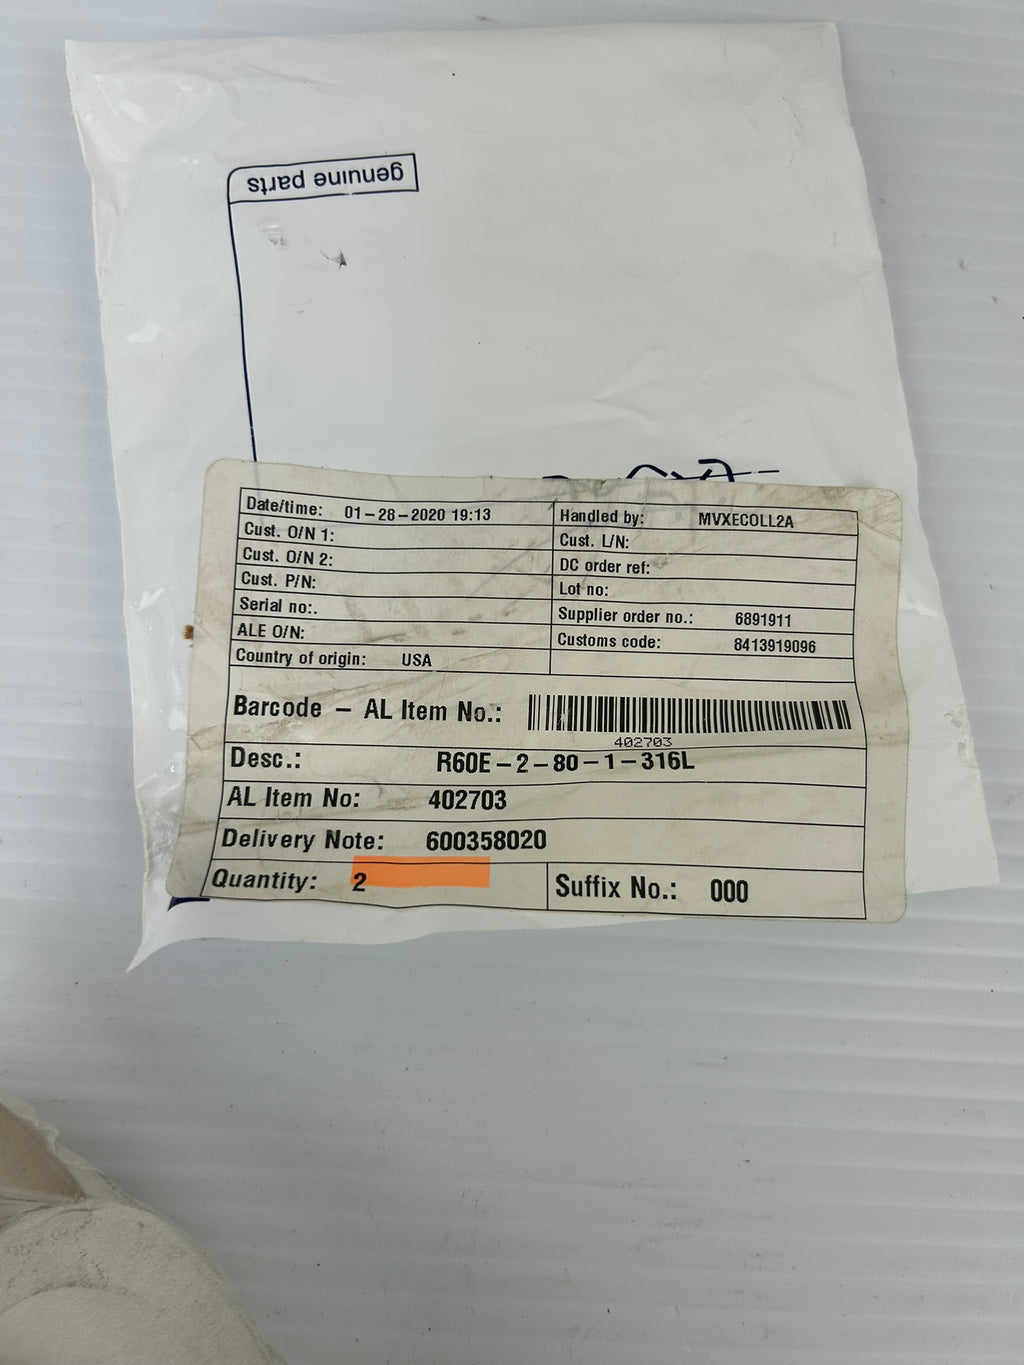 genuine parts
Date/time: 01-28-2020 19:13
Handled by: MVXECOLL2A
Cust. O/N 1:
Cust. L/N:
Cust. O/N 2:
DC order ref:
Cust. P/N:
Lot no:
Serial no:.
Supplier order no.: 6891911
ALE O/N:
Customs code: 8413919096
Country of origin: USA
Barcode - AL Item No.:
402703
Desc.: R60E-2-80-1-316L
AL Item No: 402703
Delivery Note: 600358020
Quantity: 2
Suffix No.: 000